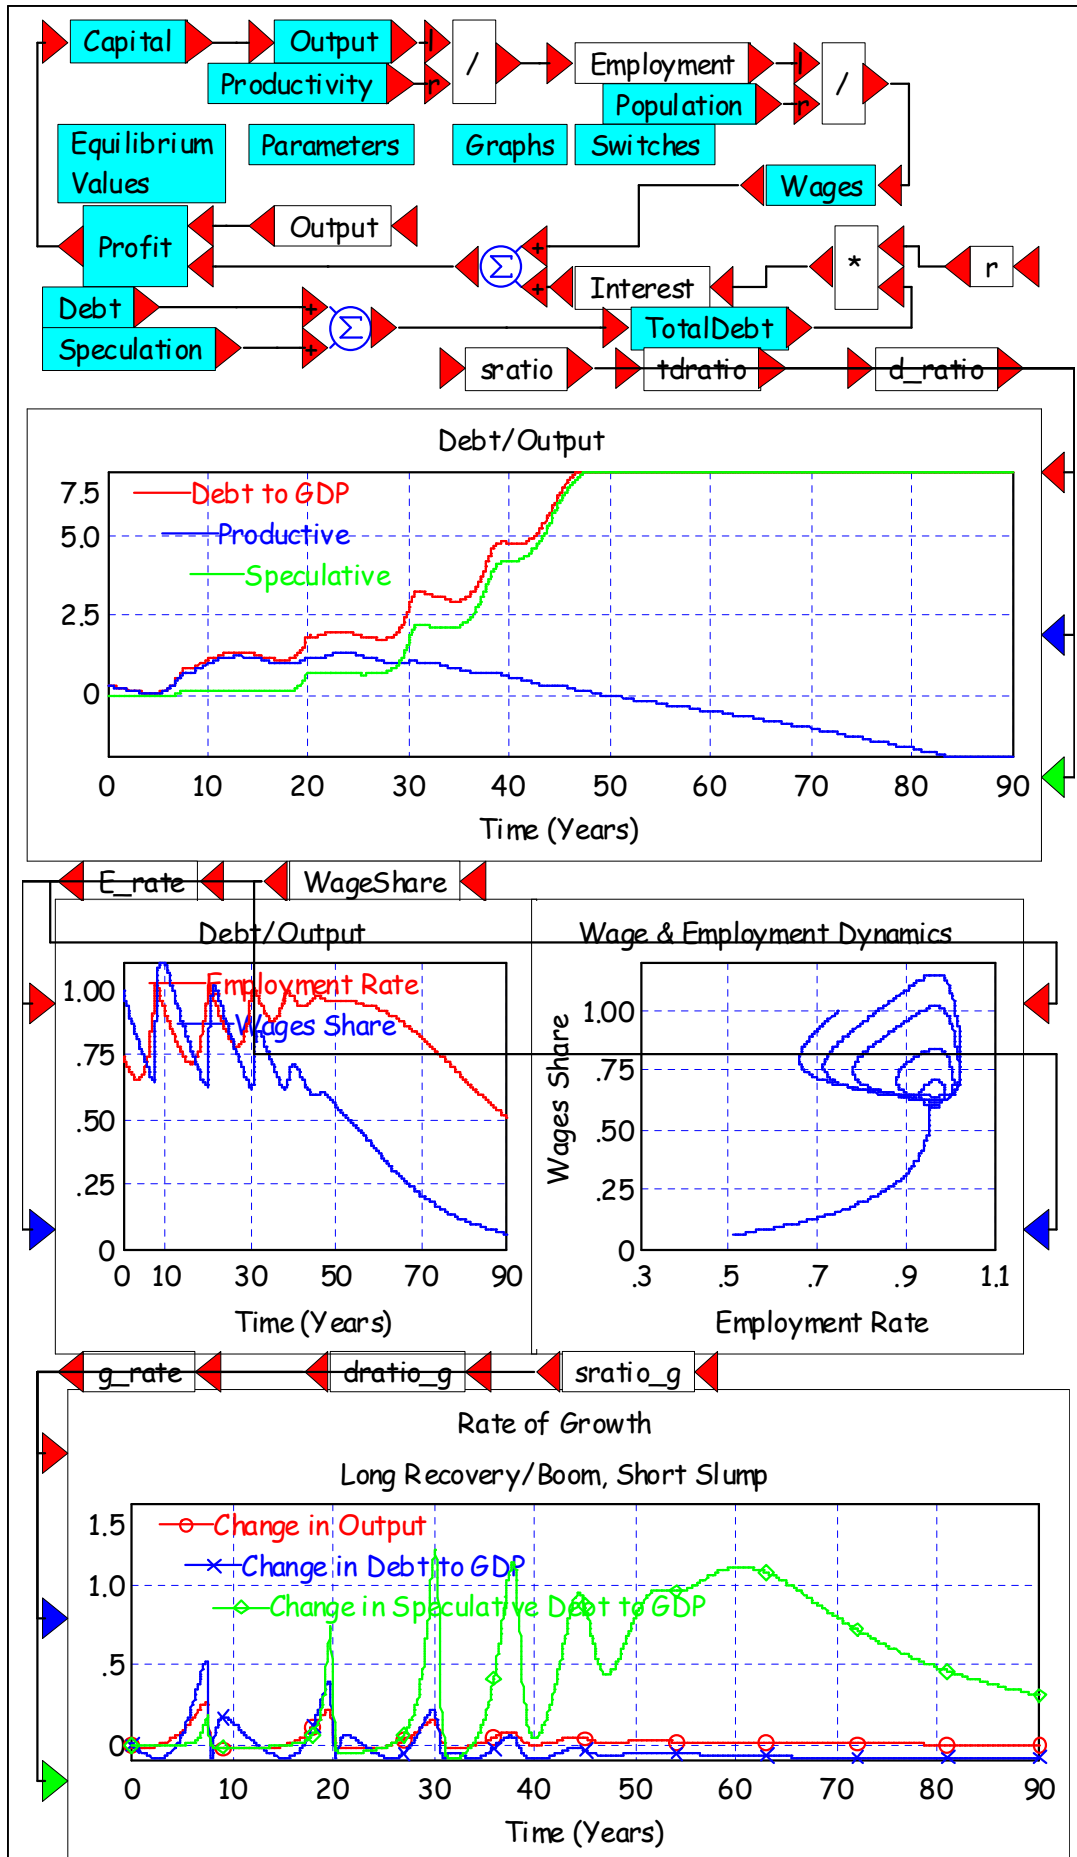 Capital
Output
l
/
Productivity
r
Employment
l
/
Population
r
Equilibrium
Values
Parameters
Graphs
Switches
Wages
Profit
Output
Σ
+
+
Interest
*
r
Debt
Speculation
+
+
Σ
TotalDebt
sratio
tdratio
d_ratio
Debt/Output
7.5
5.0
2.5
0
Debt to GDP
Productive
Speculative
0 10 20 30 40 50 60 70 80 90
Time (Years)
E_rate
WageShare
Debt/Output
1.00
.75
.50
.25
0
Employment Rate
Wages Share
0 10 30 50 70 90
Time (Years)
Wage & Employment Dynamics
Wages Share
1.00
.75
.50
.25
0
.3 .5 .7 .9 1.1
Employment Rate
g_rate
dratio_g
sratio_g
Rate of Growth
Long Recovery/Boom, Short Slump
1.5
1.0
.5
0
Change in Output
Change in Debt to GDP
Change in Speculative Debt to GDP
0 10 20 30 40 50 60 70 80 90
Time (Years)